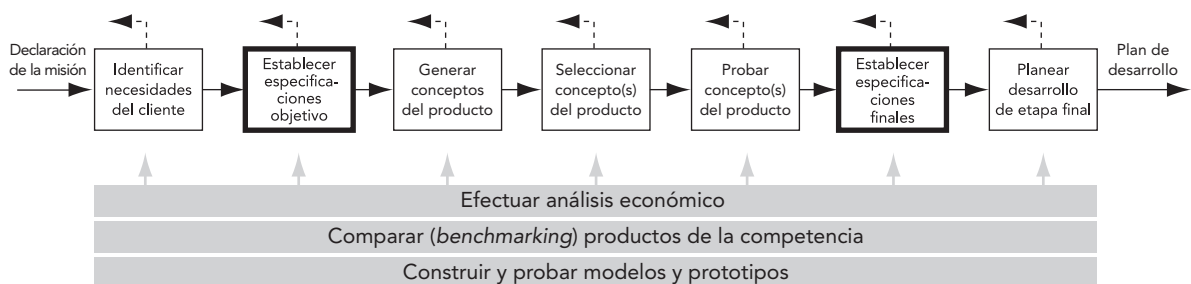 Declaración
de la misión
Identificar
necesidades
del cliente
Establecer
especifica-
ciones
objetivo
Generar
conceptos
del producto
Seleccionar
concepto(s)
del producto
Probar
concepto(s)
del producto
Establecer
especifica-
ciones
finales
Planear
desarrollo
de etapa final
Plan de
desarrollo
Efectuar análisis económico
Comparar (benchmarking) productos de la competencia
Construir y probar modelos y prototipos